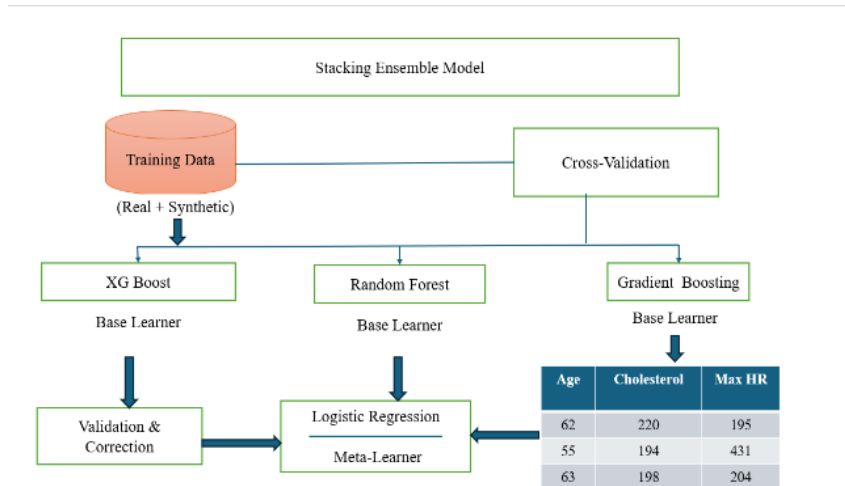 Stacking Ensemble Model
Training Data
(Real + Synthetic)
Cross-Validation
XG Boost
Base Learner
Random Forest
Base Learner
Gradient Boosting
Base Learner
Validation &
Correction
Logistic Regression
Meta-Learner
Age Cholesterol Max HR
62 220 195
55 194 431
63 198 204